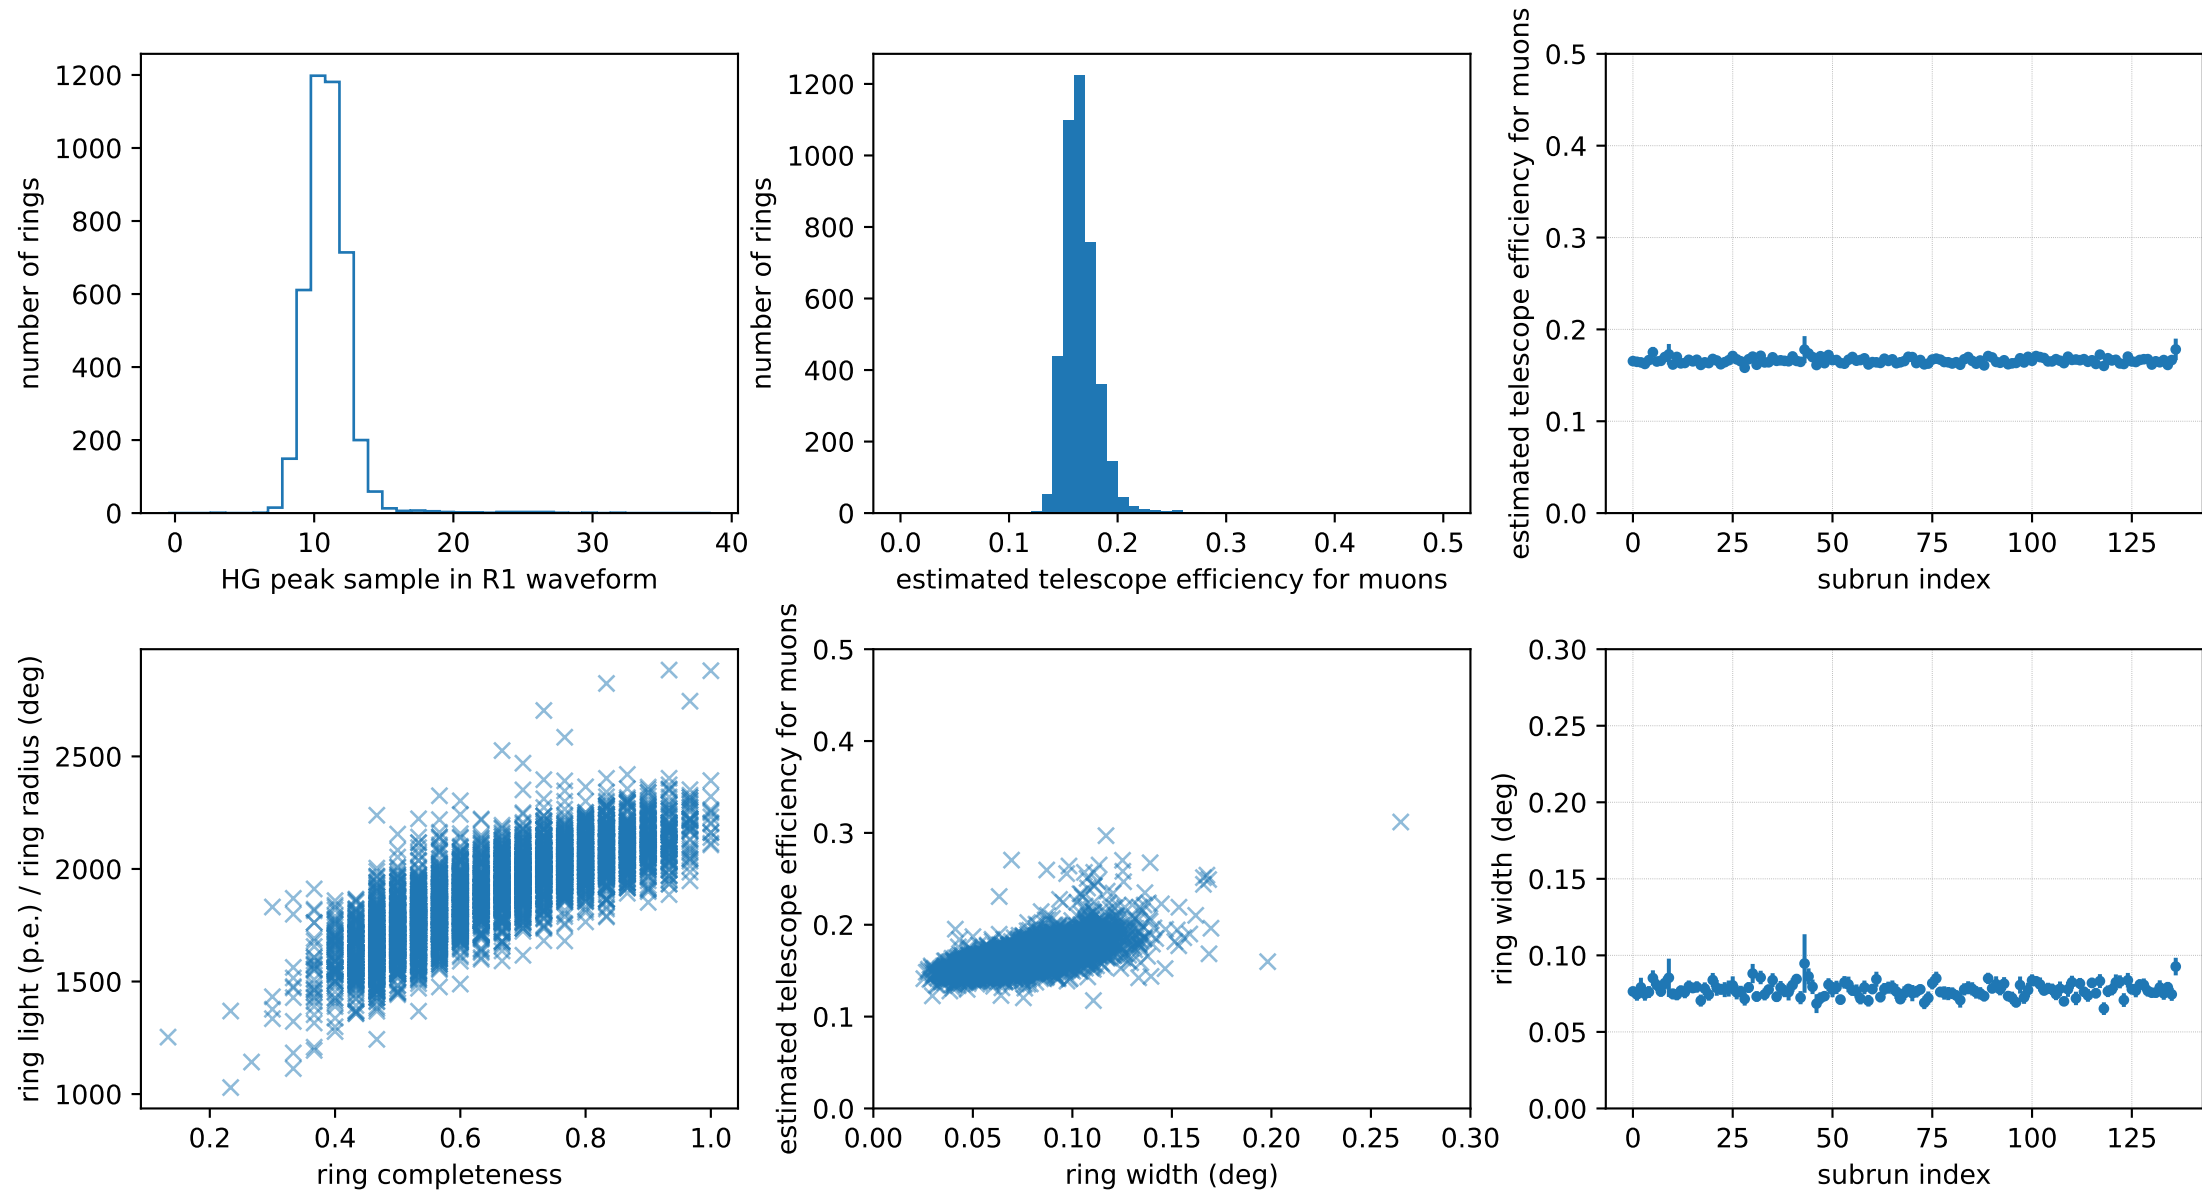 number of rings
1200
1000
800
600
400
200
0
0 10 20 30 40
HG peak sample in R1 waveform
number of rings
1200
1000
800
600
400
200
0
0.0 0.1 0.2 0.3 0.4 0.5
estimated telescope efficiency for muons
estimated telescope efficiency for muons
0.5
0.4
0.3
0.2
0.1
0.0
0 25 50 75 100 125
subrun index
ring light (p.e.) / ring radius (deg)
2500
2000
1500
1000
0.2 0.4 0.6 0.8 1.0
ring completeness
estimated telescope efficiency for muons
0.5
0.4
0.3
0.2
0.1
0.0
0.00 0.05 0.10 0.15 0.20 0.25 0.30
ring width (deg)
ring width (deg)
0.30
0.25
0.20
0.15
0.10
0.05
0.00
0 25 50 75 100 125
subrun index